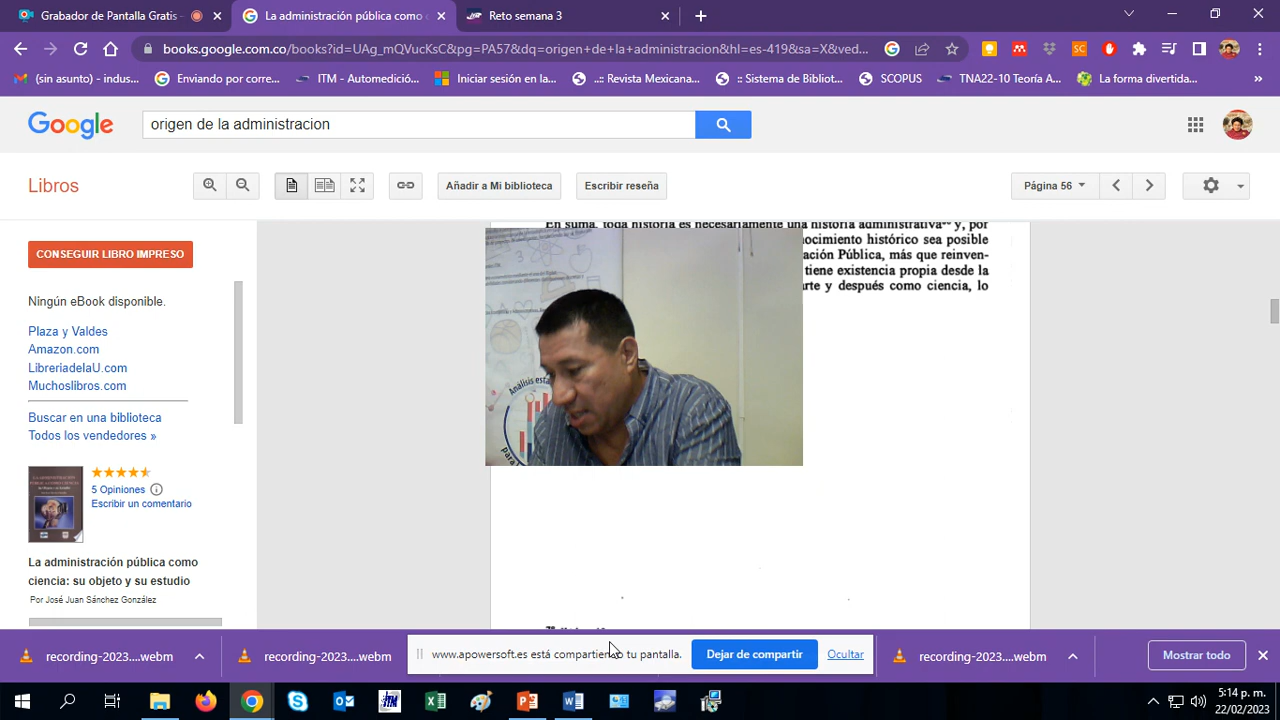 Grabador de Pantalla Gratis –
La administración pública como
Reto semana 3
books.google.com.co/books?id=UAg_mQVucKsC&pg=PA57&dq=origen+de+la+administracion&hl=es-419&sa=X&ved...
(sin asunto) - indus...
Enviando por corre...
ITM - Automedició...
Iniciar sesión en la...
..:: Revista Mexicana...
:: Sistema de Bibliot...
SCOPUS
TNA22-10 Teoría A...
La forma divertida...
»
Google
origen de la administracion
Libros
Añadir a Mi biblioteca
Escribir reseña
Página 56
CONSEGUIR LIBRO IMPRESO
Ningún eBook disponible.
Plaza y Valdes
Amazon.com
LibreriadelaU.com
Muchoslibros.com
Buscar en una biblioteca
Todos los vendedores »
5 Opiniones
Escribir un comentario
La administración pública como
ciencia: su objeto y su estudio
Por José Juan Sánchez González
En suma, toda historia es necesariamente una historia administrativa y, por
nocimiento histórico sea posible
ación Pública, más que reinven-
tiene existencia propia desde la
arte y después como ciencia, lo
Análisis est
para
recording-2023....webm
recording-2023....webm
www.apowersoft.es está compartiendo tu pantalla.
Dejar de compartir
Ocultar
recording-2023....webm
Mostrar todo
5:14 p. m.
22/02/2023